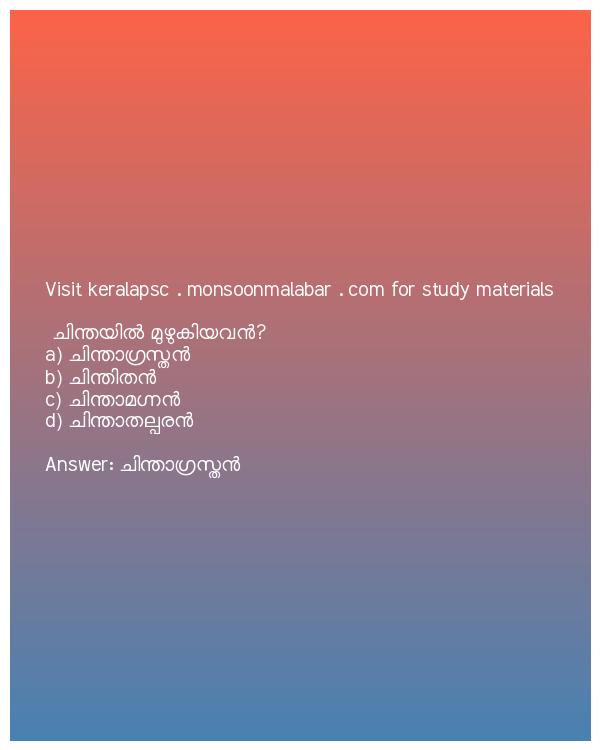 Visit keralapsc . monsoonmalabar . com for study materials
ചിന്തയിൽ മുഴുകിയവൻ?
a) ചിന്താഗ്രസ്തൻ
b) ചിന്തിതൻ
c) ചിന്താമഗ്നൻ
d) ചിന്താതല്പരൻ
Answer: ചിന്താഗ്രസ്തൻ